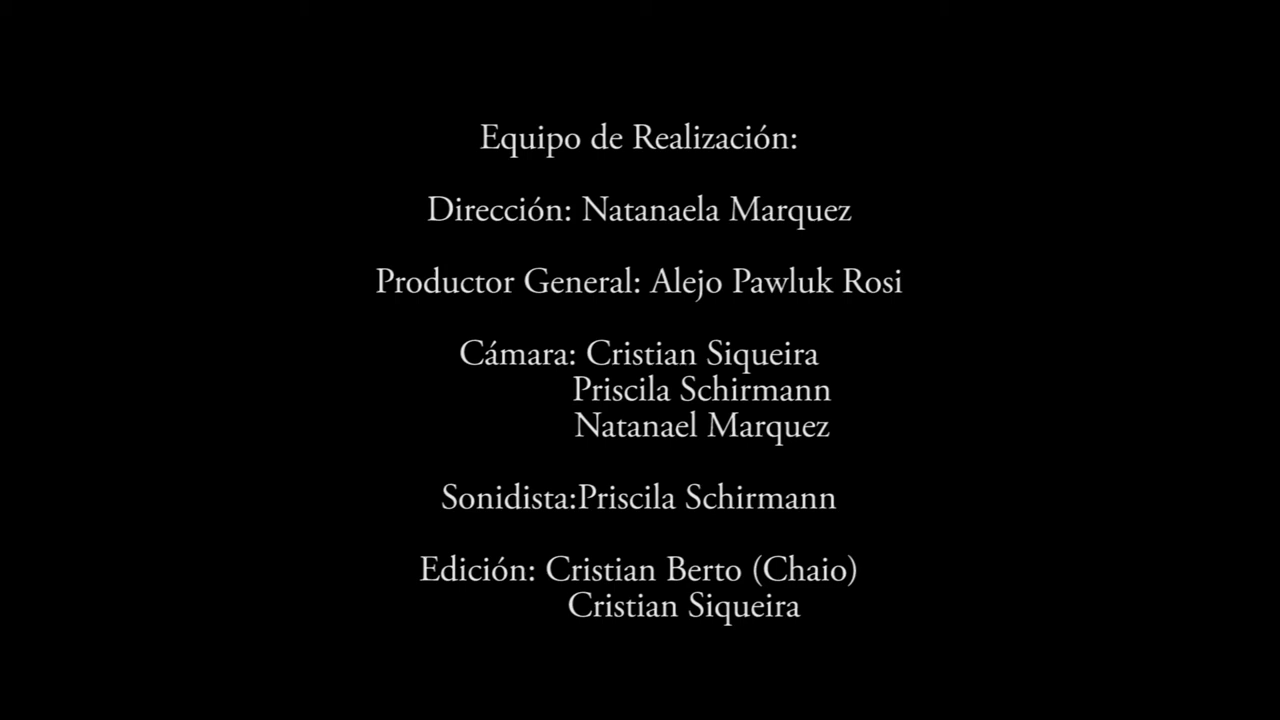 Equipo de Realización:
Dirección: Natanaela Marquez
Productor General: Alejo Pawluk Rosi
Cámara: Cristian Siqueira
Priscila Schirmann
Natanael Marquez
Sonidista:Priscila Schirmann
Edición: Cristian Berto (Chaio)
Cristian Siqueira